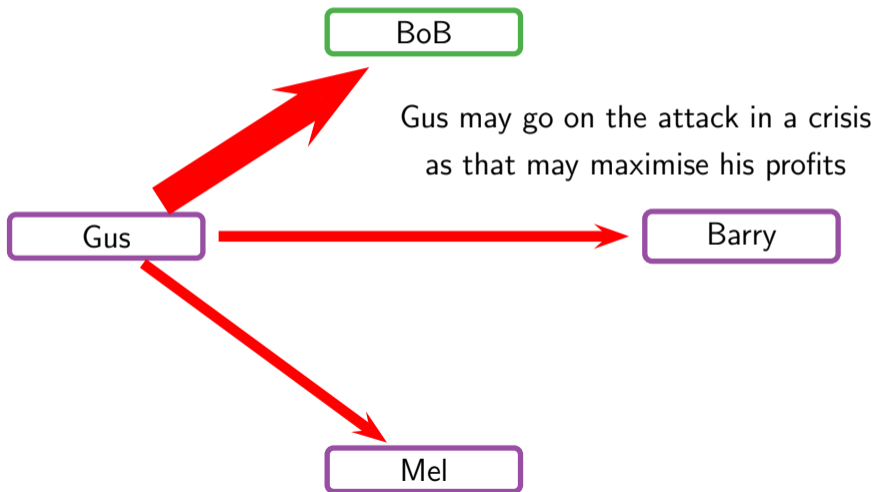 BoB
Gus may go on the attack in a crisis
as that may maximise his profits
Gus
Barry
Mel